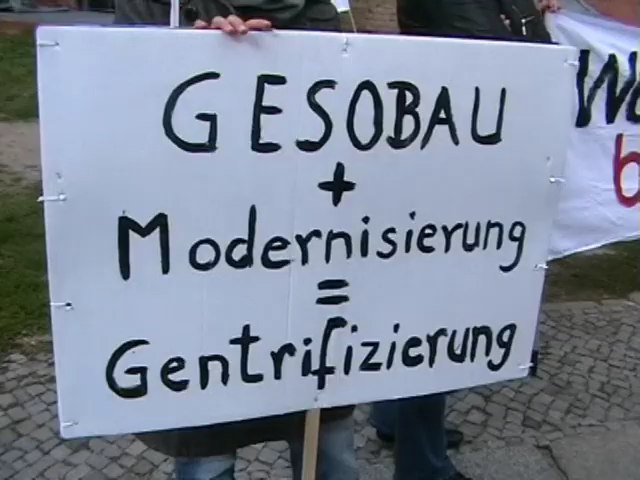 GESOBAU
+
Modernisierung
=
Gentrifizierung